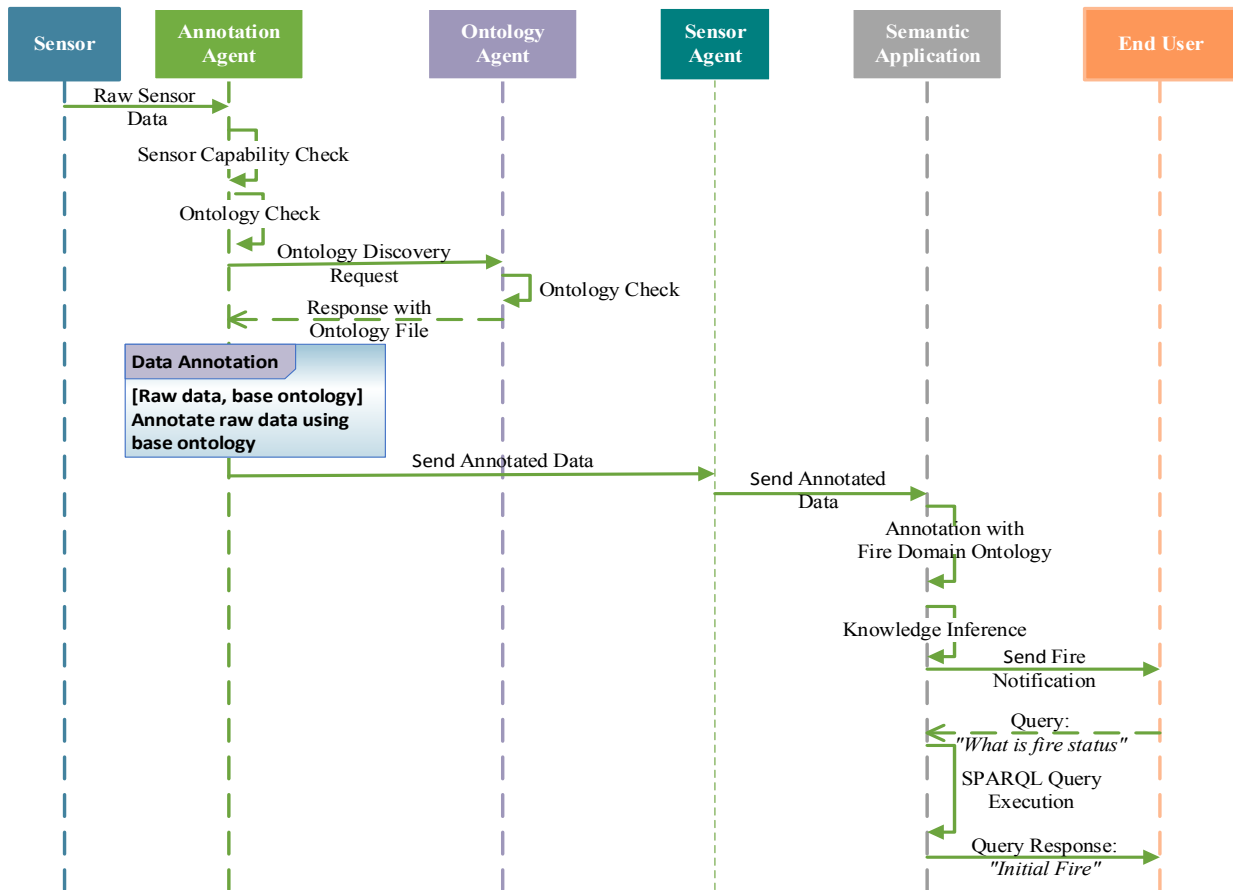 Sensor
Annotation
Agent
Ontology
Agent
Sensor Agent
Semantic
Application
End User
Raw Sensor
Data
Sensor Capability Check
Ontology Check
Ontology Discovery
Request
Ontology Check
Response with
Ontology File
Data Annotation
[Raw data, base ontology]
Annotate raw data using
base ontology
Send Annotated Data
Send Annotated
Data
Annotation with
Fire Domain Ontology
Knowledge Inference
Send Fire
Notification
Query:
"What is fire status"
SPARQL Query
Execution
Query Response:
"Initial Fire"